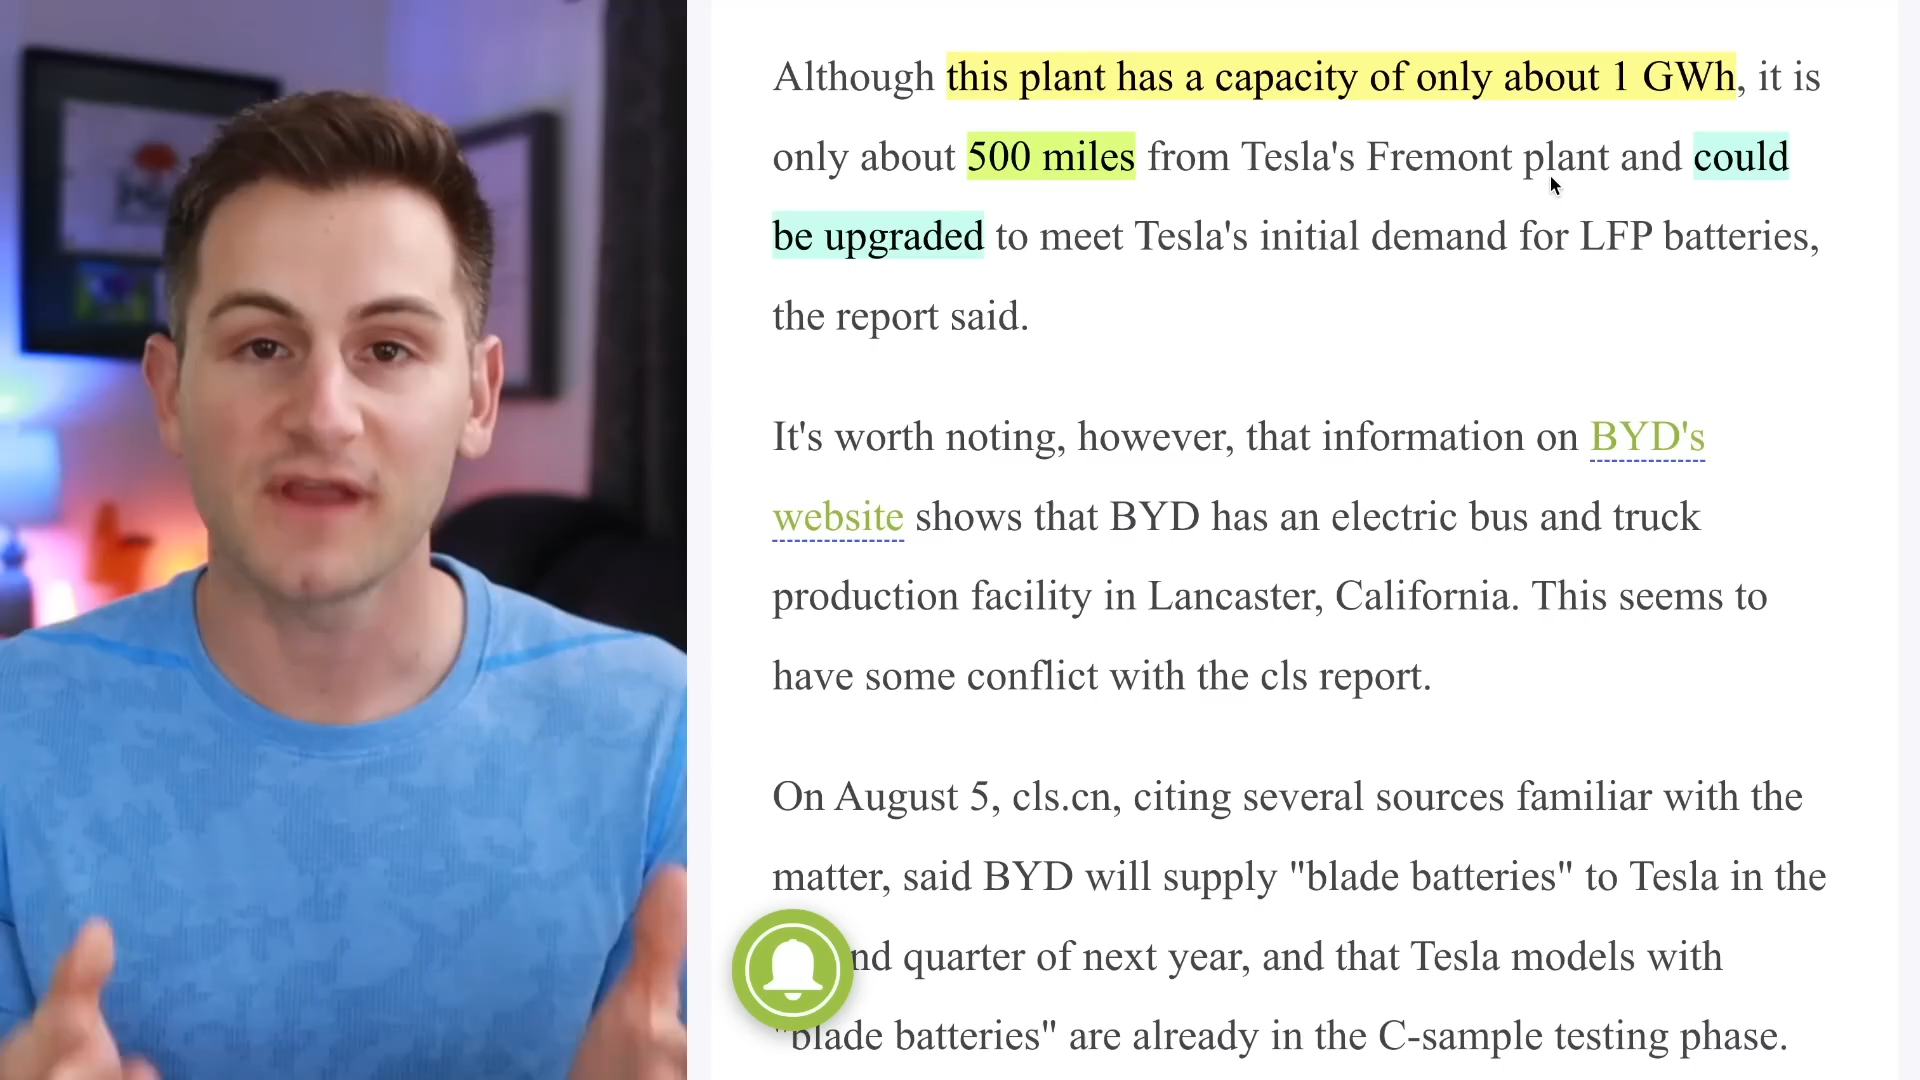 Although this plant has a capacity of only about 1 GWh, it is
only about 500 miles from Tesla's Fremont plant and could
be upgraded to meet Tesla's initial demand for LFP batteries,
the report said.
It's worth noting, however, that information on BYD's
website shows that BYD has an electric bus and truck
production facility in Lancaster, California. This seems to
have some conflict with the cls report.
On August 5, cls.cn, citing several sources familiar with the
matter, said BYD will supply "blade batteries" to Tesla in the
nd quarter of next year, and that Tesla models with
"blade batteries" are already in the C-sample testing phase.